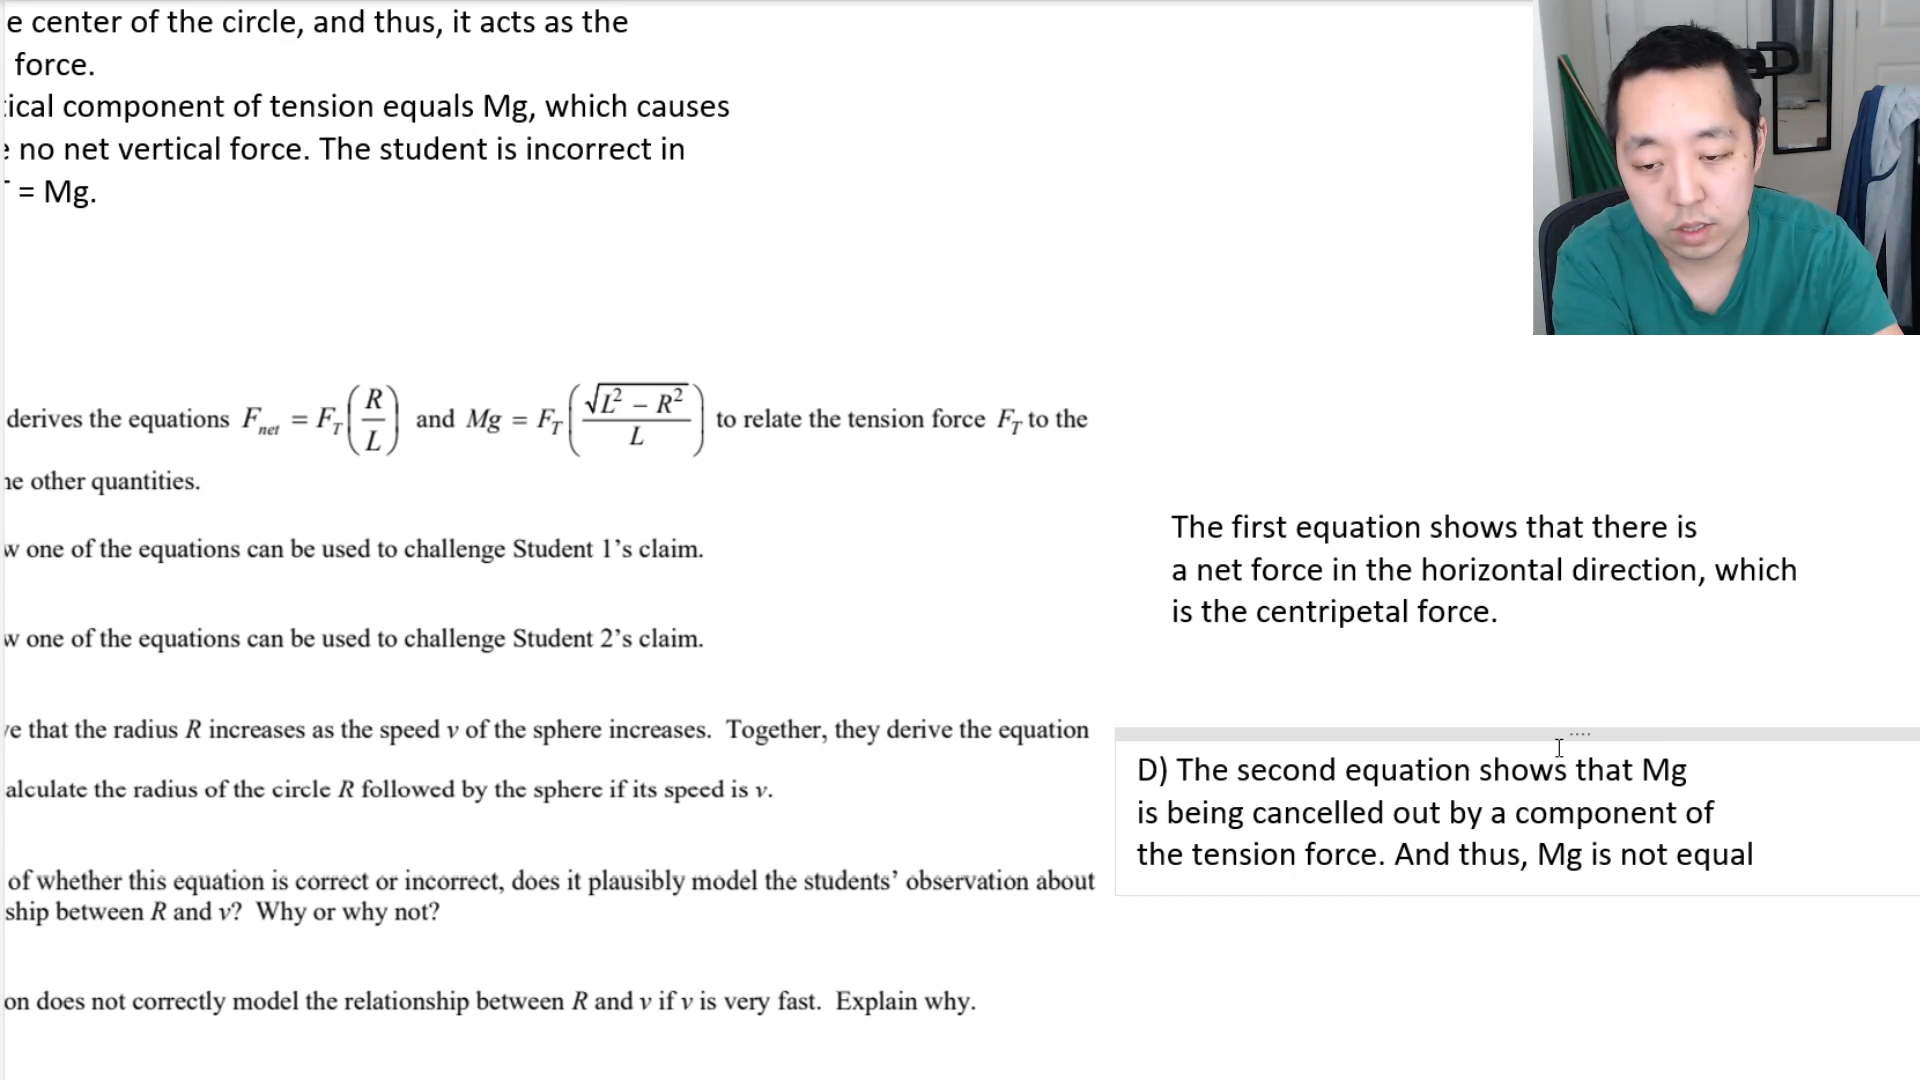 e center of the circle, and thus, it acts as the
force.
ical component of tension equals Mg, which causes
no net vertical force. The student is incorrect in
= Mg.
derives the equations F_net = F_T (R/L) and Mg = F_T (√(L² − R²)/L) to relate the tension force F_T to the
other quantities.
one of the equations can be used to challenge Student 1’s claim.
one of the equations can be used to challenge Student 2’s claim.
The first equation shows that there is
a net force in the horizontal direction, which
is the centripetal force.
e that the radius R increases as the speed v of the sphere increases. Together, they derive the equation
alculate the radius of the circle R followed by the sphere if its speed is v.
of whether this equation is correct or incorrect, does it plausibly model the students’ observation about
ship between R and v? Why or why not?
on does not correctly model the relationship between R and v if v is very fast. Explain why.
D) The second equation shows that Mg
is being cancelled out by a component of
the tension force. And thus, Mg is not equal